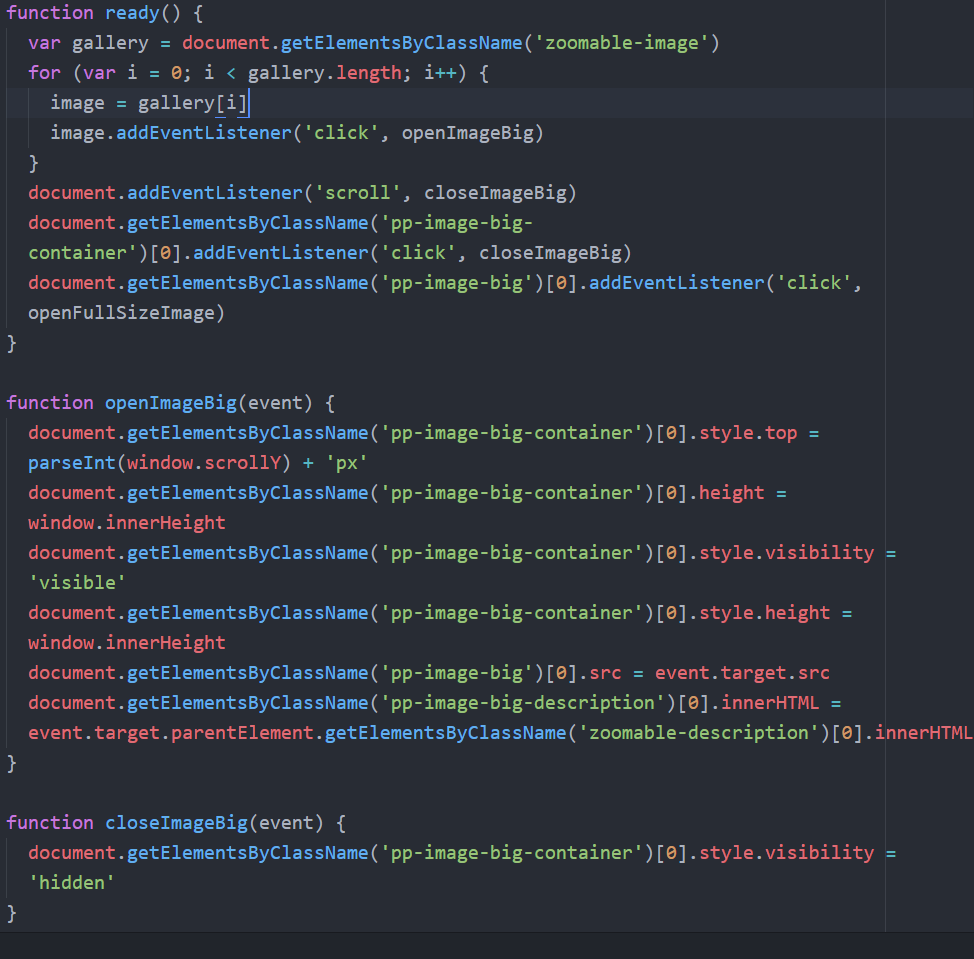 function ready() {
  var gallery = document.getElementsByClassName('zoomable-image')
  for (var i = 0; i < gallery.length; i++) {
    image = gallery[i]
    image.addEventListener('click', openImageBig)
  }
  document.addEventListener('scroll', closeImageBig)
  document.getElementsByClassName('pp-image-big-
  container')[0].addEventListener('click', closeImageBig)
  document.getElementsByClassName('pp-image-big')[0].addEventListener('click',
  openFullSizeImage)
}

function openImageBig(event) {
  document.getElementsByClassName('pp-image-big-container')[0].style.top =
  parseInt(window.scrollY) + 'px'
  document.getElementsByClassName('pp-image-big-container')[0].height =
  window.innerHeight
  document.getElementsByClassName('pp-image-big-container')[0].style.visibility =
  'visible'
  document.getElementsByClassName('pp-image-big-container')[0].style.height =
  window.innerHeight
  document.getElementsByClassName('pp-image-big')[0].src = event.target.src
  document.getElementsByClassName('pp-image-big-description')[0].innerHTML =
  event.target.parentElement.getElementsByClassName('zoomable-description')[0].innerHTML
}

function closeImageBig(event) {
  document.getElementsByClassName('pp-image-big-container')[0].style.visibility =
  'hidden'
}